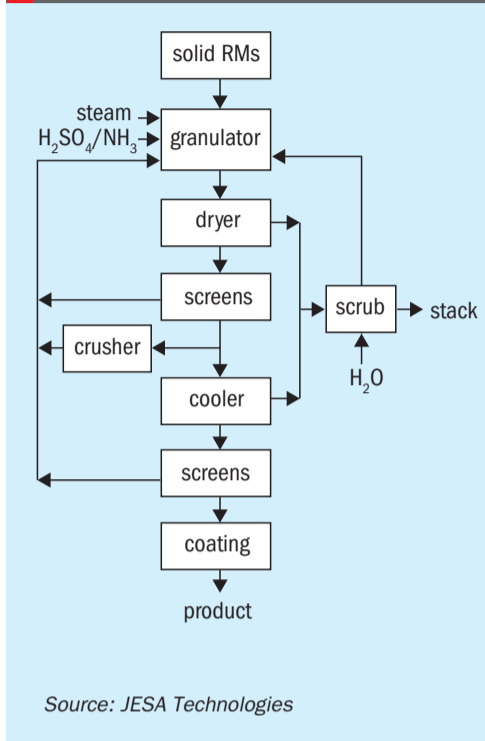 solid RMs
steam
H₂SO₄/NH₃
granulator
dryer
screens
scrub
stack
crusher
H₂O
cooler
screens
coating
product
Source: JESA Technologies